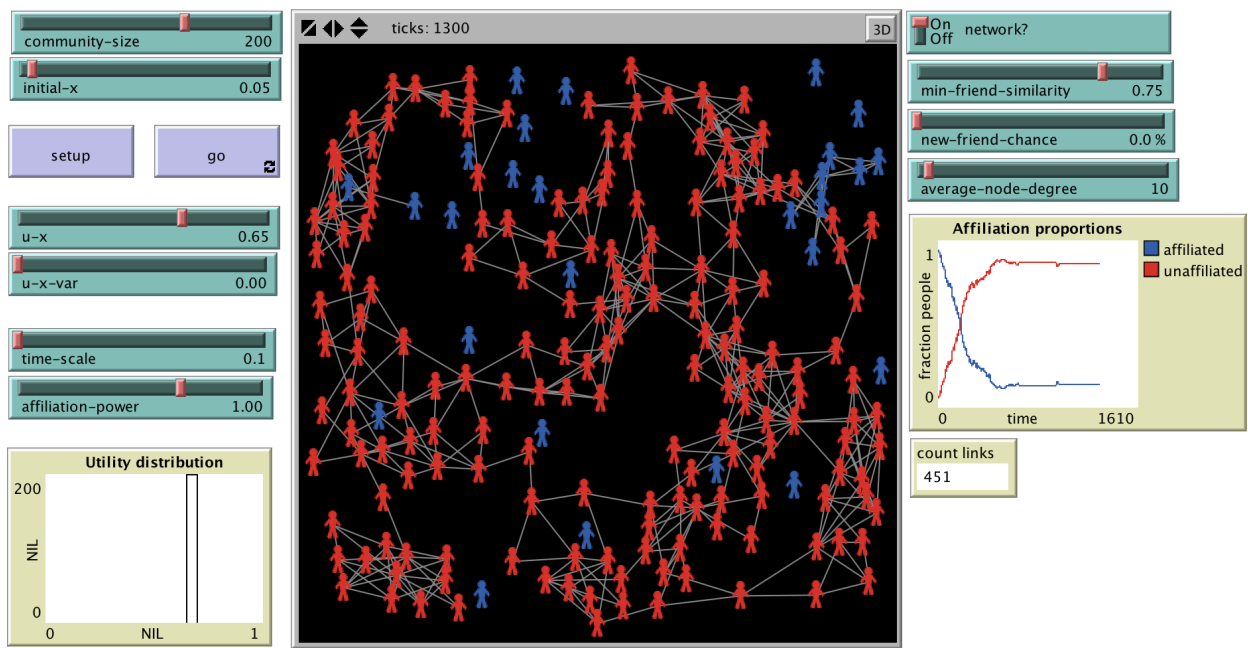 community-size 200
initial-x 0.05
setup
go
u-x 0.65
u-x-var 0.00
time-scale 0.1
affiliation-power 1.00
Utility distribution
200
NIL
0
0 NIL 1
ticks: 1300
3D
On
Off
network?
min-friend-similarity 0.75
new-friend-chance 0.0 %
average-node-degree 10
Affiliation proportions
1
fraction people
0
0 time 1610
affiliated
unaffiliated
count links
451